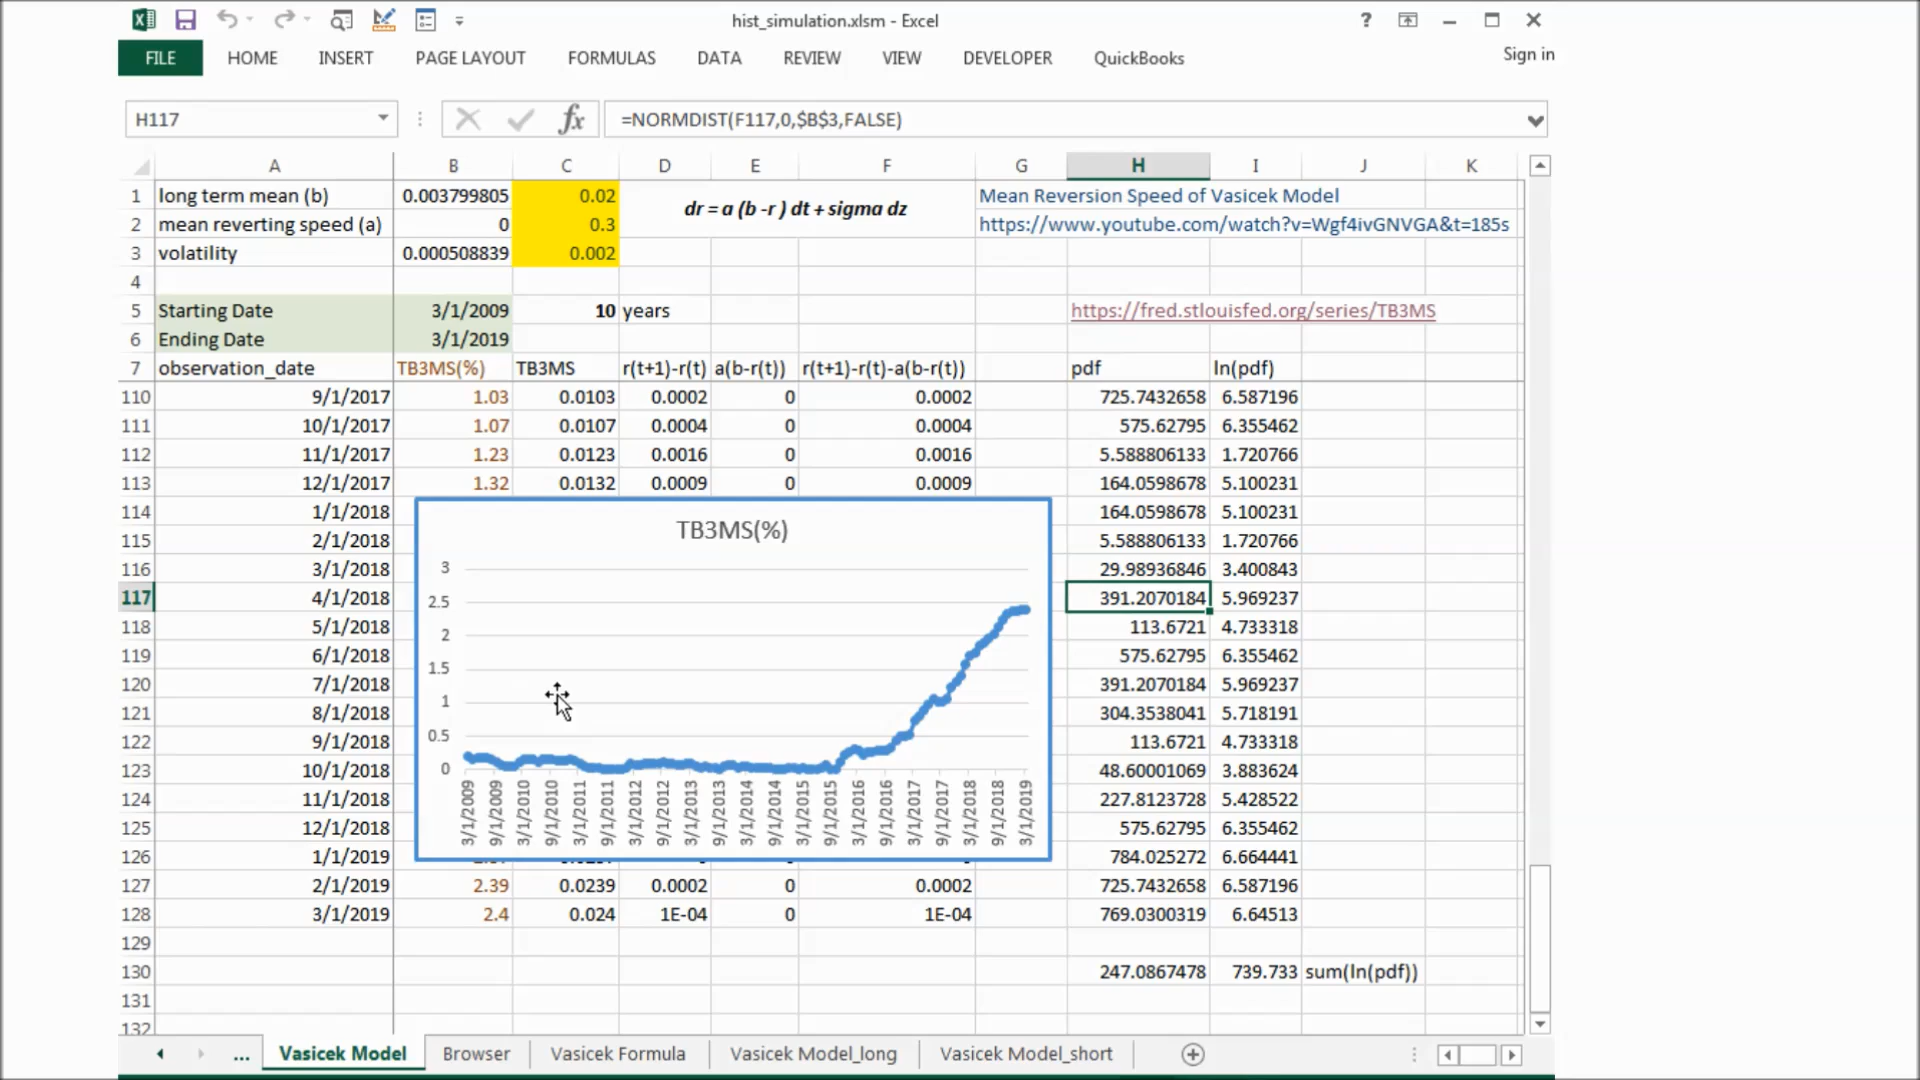 hist_simulation.xlsm - Excel
?
FILE HOME INSERT PAGE LAYOUT FORMULAS DATA REVIEW VIEW DEVELOPER QuickBooks Sign in
H117 fx =NORMDIST(F117,0,$B$3,FALSE)
A B C D E F G H I J K
1 long term mean (b) 0.003799805 0.02 dr = a (b -r ) dt + sigma dz Mean Reversion Speed of Vasicek Model
2 mean reverting speed (a) 0 0.3 https://www.youtube.com/watch?v=Wgf4ivGNVGA&t=185s
3 volatility 0.000508839 0.002
4
5 Starting Date 3/1/2009 10 years https://fred.stlouisfed.org/series/TB3MS
6 Ending Date 3/1/2019
7 observation_date TB3MS(%) TB3MS r(t+1)-r(t) a(b-r(t)) r(t+1)-r(t)-a(b-r(t)) pdf ln(pdf)
110 9/1/2017 1.03 0.0103 0.0002 0 0.0002 725.7432658 6.587196
111 10/1/2017 1.07 0.0107 0.0004 0 0.0004 575.62795 6.355462
112 11/1/2017 1.23 0.0123 0.0016 0 0.0016 5.588806133 1.720766
113 12/1/2017 1.32 0.0132 0.0009 0 0.0009 164.0598678 5.100231
114 1/1/2018 164.0598678 5.100231
115 2/1/2018 5.588806133 1.720766
116 3/1/2018 29.98936846 3.400843
117 4/1/2018 391.2070184 5.969237
118 5/1/2018 113.6721 4.733318
119 6/1/2018 575.62795 6.355462
120 7/1/2018 391.2070184 5.969237
121 8/1/2018 304.3538041 5.718191
122 9/1/2018 113.6721 4.733318
123 10/1/2018 48.60001069 3.883624
124 11/1/2018 227.8123728 5.428522
125 12/1/2018 575.62795 6.355462
126 1/1/2019 784.025272 6.664441
127 2/1/2019 2.39 0.0239 0.0002 0 0.0002 725.7432658 6.587196
128 3/1/2019 2.4 0.024 1E-04 0 1E-04 769.0300319 6.64513
129
130 247.0867478 739.733 sum(ln(pdf))
131
132
TB3MS(%)
3
2.5
2
1.5
1
0.5
0
3/1/2009 9/1/2009 3/1/2010 9/1/2010 3/1/2011 9/1/2011 3/1/2012 9/1/2012 3/1/2013 9/1/2013 3/1/2014 9/1/2014 3/1/2015 9/1/2015 3/1/2016 9/1/2016 3/1/2017 9/1/2017 3/1/2018 9/1/2018 3/1/2019
... Vasicek Model Browser Vasicek Formula Vasicek Model_long Vasicek Model_short